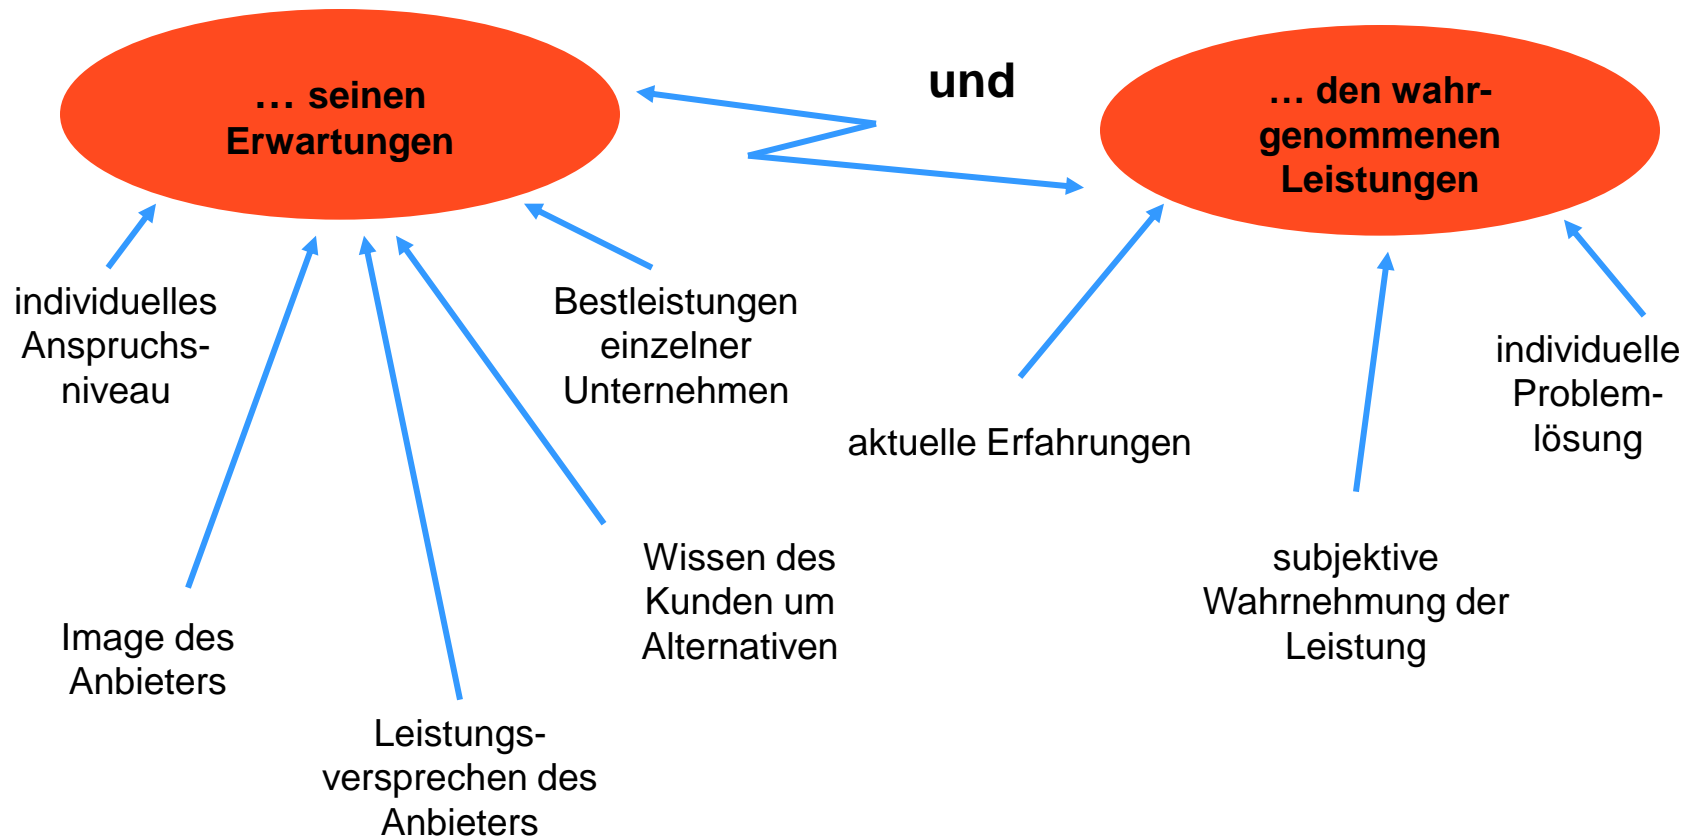 … seinen
Erwartungen
und
… den wahr-
genommenen
Leistungen
individuelles
Anspruchs-
niveau
Bestleistungen
einzelner
Unternehmen
aktuelle Erfahrungen
individuelle
Problem-
lösung
Image des
Anbieters
Leistungs-
versprechen des
Anbieters
Wissen des
Kunden um
Alternativen
subjektive
Wahrnehmung der
Leistung